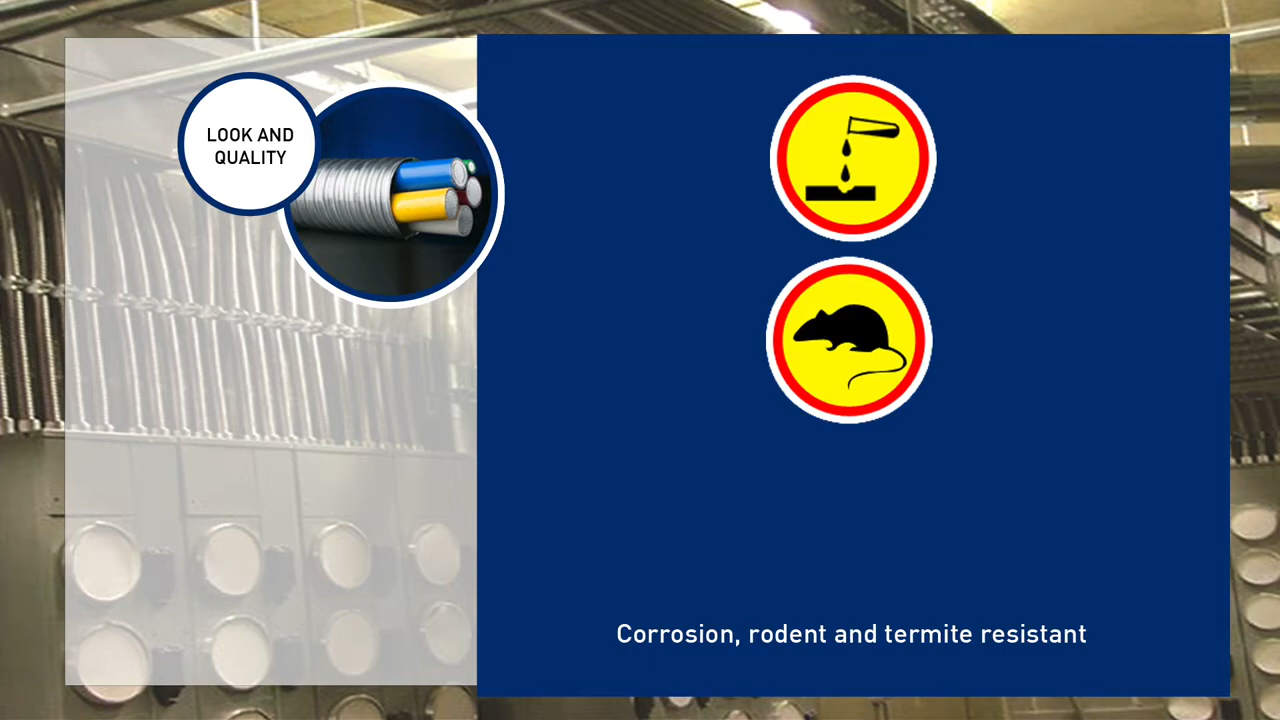 LOOK AND
QUALITY
Corrosion, rodent and termite resistant